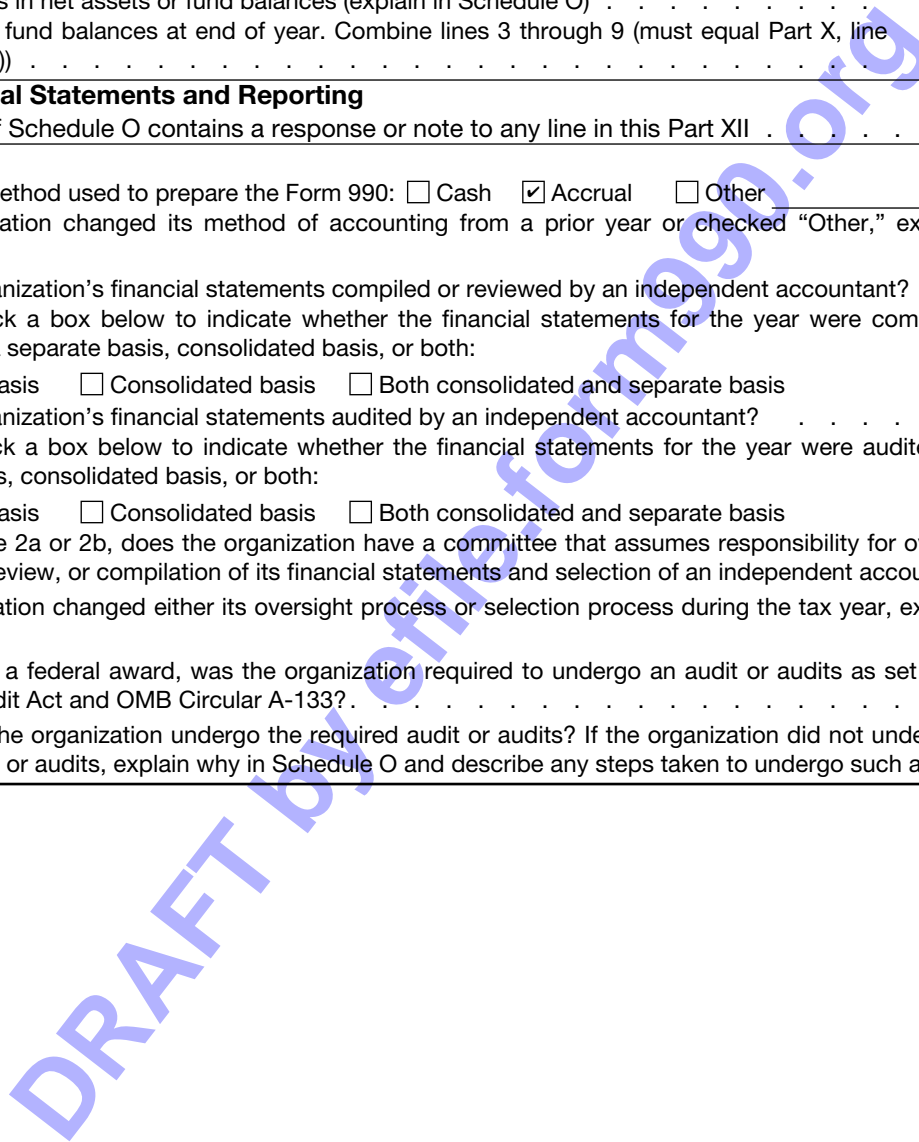 s in net assets or fund balances (explain in Schedule O) . . . . . . . . .
fund balances at end of year. Combine lines 3 through 9 (must equal Part X, line
)) . . . . . . . . . . . . . . . . . . . . . . . . . . .
al Statements and Reporting
Schedule O contains a response or note to any line in this Part XII . . . . .
ethod used to prepare the Form 990: ☐ Cash ☑ Accrual ☐ Other
ation changed its method of accounting from a prior year or checked “Other,” ex
anization’s financial statements compiled or reviewed by an independent accountant?
ck a box below to indicate whether the financial statements for the year were com
separate basis, consolidated basis, or both:
asis ☐ Consolidated basis ☐ Both consolidated and separate basis
anization’s financial statements audited by an independent accountant? . . . .
ck a box below to indicate whether the financial statements for the year were audite
s, consolidated basis, or both:
asis ☐ Consolidated basis ☐ Both consolidated and separate basis
e 2a or 2b, does the organization have a committee that assumes responsibility for ov
eview, or compilation of its financial statements and selection of an independent accou
ation changed either its oversight process or selection process during the tax year, ex
a federal award, was the organization required to undergo an audit or audits as set
dit Act and OMB Circular A-133? . . . . . . . . . . . . . . . . .
he organization undergo the required audit or audits? If the organization did not unde
or audits, explain why in Schedule O and describe any steps taken to undergo such a
DRAFT by efile.form990.org